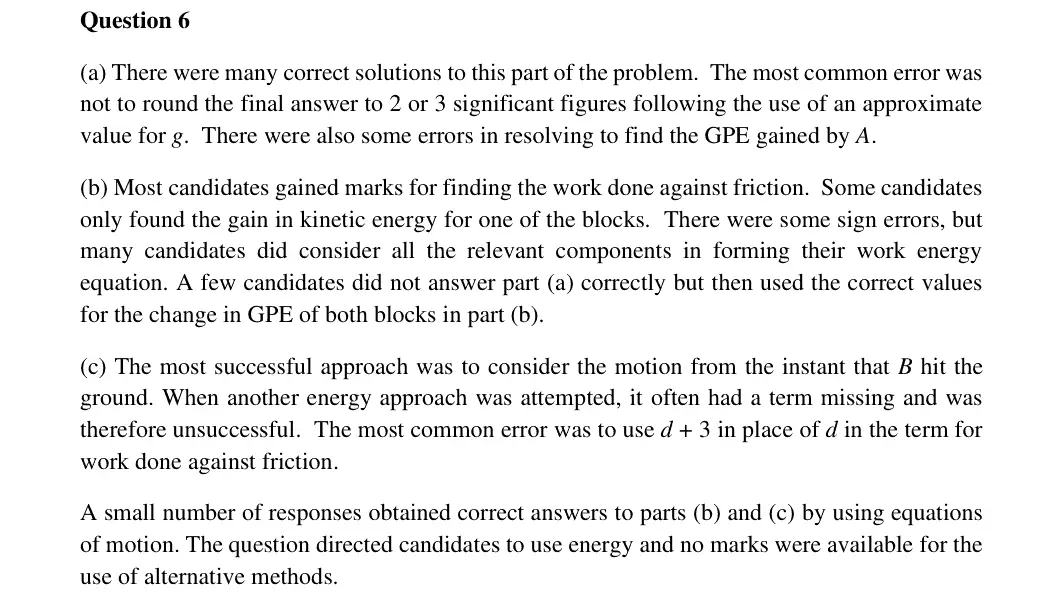 Question 6
(a) There were many correct solutions to this part of the problem. The most common error was
not to round the final answer to 2 or 3 significant figures following the use of an approximate
value for g. There were also some errors in resolving to find the GPE gained by A.
(b) Most candidates gained marks for finding the work done against friction. Some candidates
only found the gain in kinetic energy for one of the blocks. There were some sign errors, but
many candidates did consider all the relevant components in forming their work energy
equation. A few candidates did not answer part (a) correctly but then used the correct values
for the change in GPE of both blocks in part (b).
(c) The most successful approach was to consider the motion from the instant that B hit the
ground. When another energy approach was attempted, it often had a term missing and was
therefore unsuccessful. The most common error was to use d + 3 in place of d in the term for
work done against friction.
A small number of responses obtained correct answers to parts (b) and (c) by using equations
of motion. The question directed candidates to use energy and no marks were available for the
use of alternative methods.